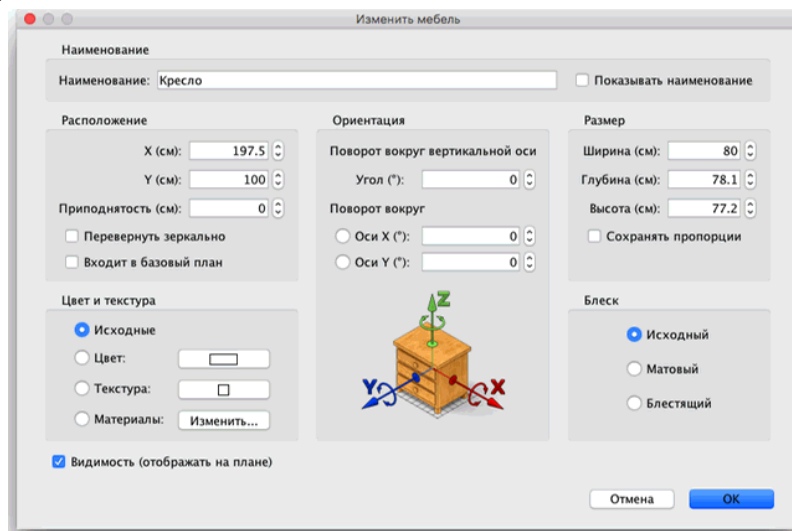 Изменить мебель
Наименование
Наименование: Кресло
Показывать наименование
Расположение
X (см): 197.5
Y (см): 100
Приподнятость (см): 0
Перевернуть зеркально
Входит в базовый план
Ориентация
Поворот вокруг вертикальной оси
Угол (°): 0
Поворот вокруг
Оси X (°): 0
Оси Y (°): 0
Z
Y
X
Размер
Ширина (см): 80
Глубина (см): 78.1
Высота (см): 77.2
Сохранять пропорции
Цвет и текстура
Исходные
Цвет:
Текстура:
Материалы: Изменить...
Блеск
Исходный
Матовый
Блестящий
Видимость (отображать на плане)
Отмена
OK